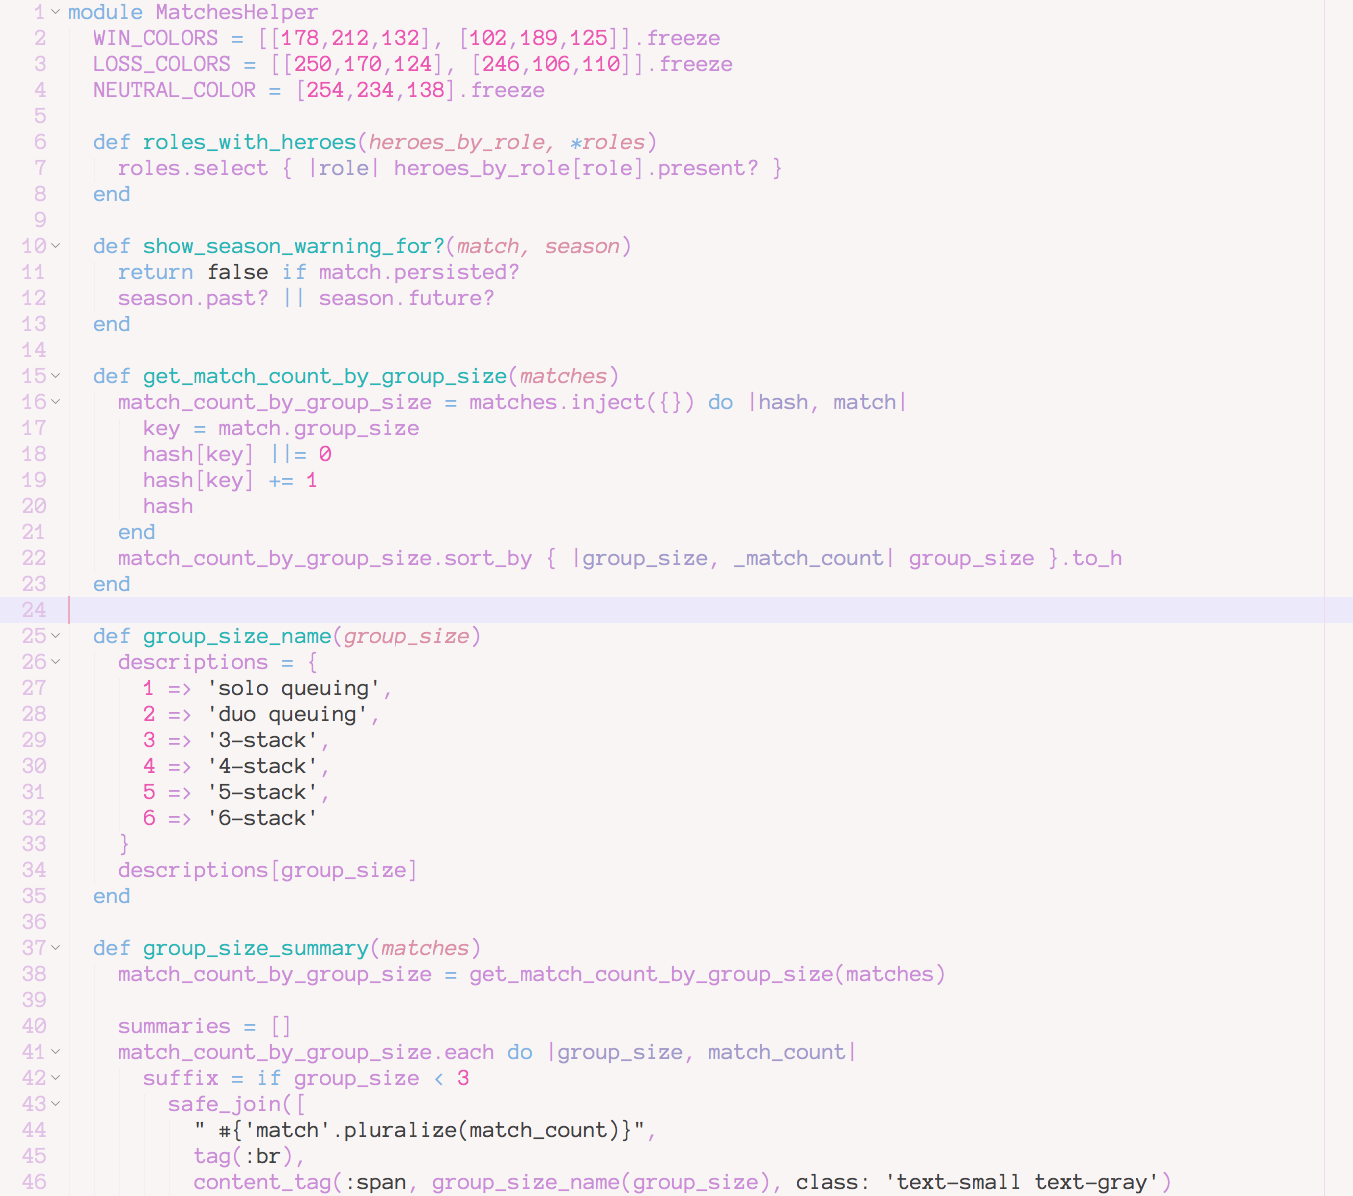 1 module MatchesHelper
2   WIN_COLORS = [[178,212,132], [102,189,125]].freeze
3   LOSS_COLORS = [[250,170,124], [246,106,110]].freeze
4   NEUTRAL_COLOR = [254,234,138].freeze
5
6   def roles_with_heroes(heroes_by_role, *roles)
7     roles.select { |role| heroes_by_role[role].present? }
8   end
9
10   def show_season_warning_for?(match, season)
11     return false if match.persisted?
12     season.past? || season.future?
13   end
14
15   def get_match_count_by_group_size(matches)
16     match_count_by_group_size = matches.inject({}) do |hash, match|
17       key = match.group_size
18       hash[key] ||= 0
19       hash[key] += 1
20       hash
21     end
22     match_count_by_group_size.sort_by { |group_size, _match_count| group_size }.to_h
23   end
24
25   def group_size_name(group_size)
26     descriptions = {
27       1 => 'solo queuing',
28       2 => 'duo queuing',
29       3 => '3-stack',
30       4 => '4-stack',
31       5 => '5-stack',
32       6 => '6-stack'
33     }
34     descriptions[group_size]
35   end
36
37   def group_size_summary(matches)
38     match_count_by_group_size = get_match_count_by_group_size(matches)
39
40     summaries = []
41     match_count_by_group_size.each do |group_size, match_count|
42       suffix = if group_size < 3
43         safe_join([
44           " #{'match'.pluralize(match_count)}",
45           tag(:br),
46           content_tag(:span, group_size_name(group_size), class: 'text-small text-gray')